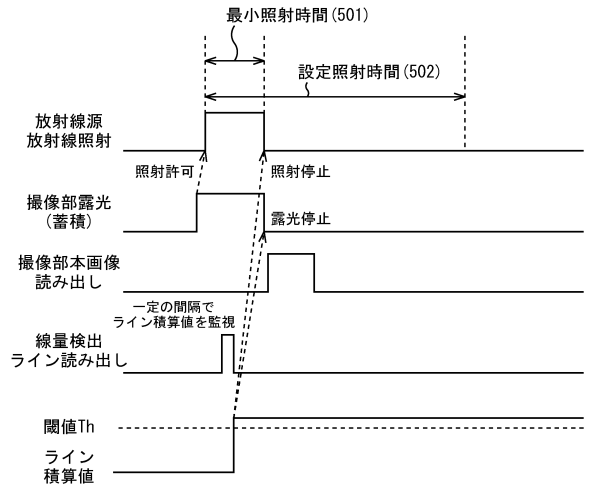 最小照射時間(501)
設定照射時間(502)
放射線源
放射線照射
照射許可
照射停止
撮像部露光
(蓄積)
露光停止
撮像部本画像
読み出し
一定の間隔で
ライン積算値を監視
線量検出
ライン読み出し
閾値Th
ライン
積算値